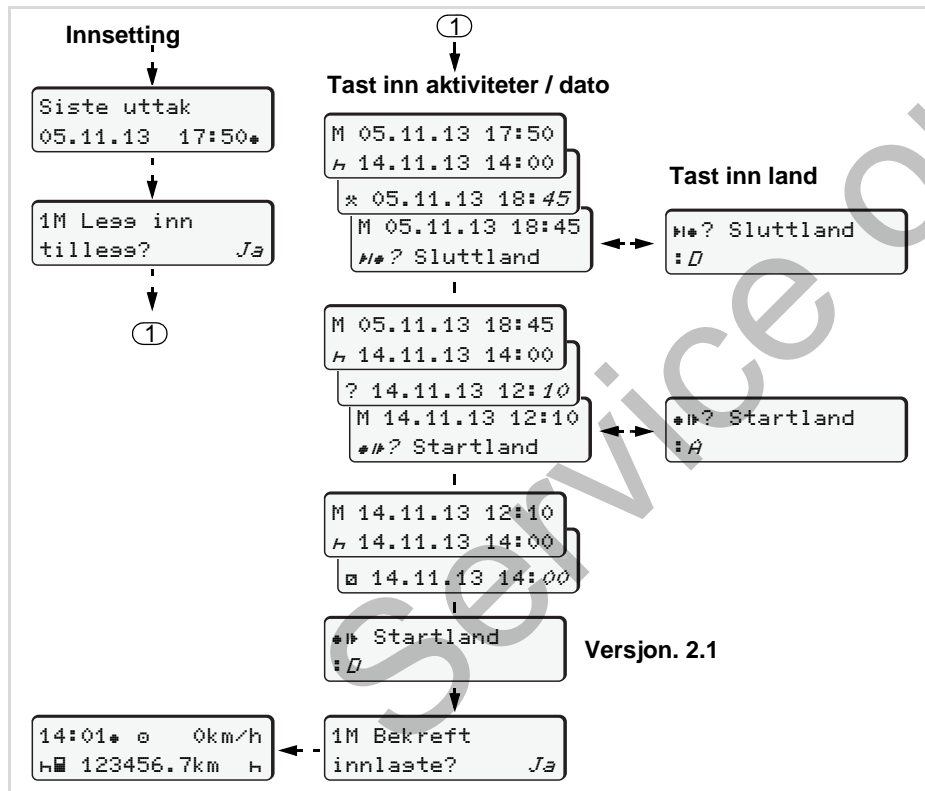 Innsetting
Siste uttak
05.11.13 17:50
1M Less inn
tilless? Ja
1
1
Tast inn aktiviteter / dato
M 05.11.13 17:50
14.11.13 14:00
05.11.13 18:45
M 05.11.13 18:45
? Sluttland
Tast inn land
? Sluttland
:D
M 05.11.13 18:45
14.11.13 14:00
? 14.11.13 12:10
M 14.11.13 12:10
? Startland
? Startland
:A
M 14.11.13 12:10
14.11.13 14:00
14.11.13 14:00
Startland
:D
Versjon. 2.1
1M Bekreft
innlaste? Ja
14:01 0km/h
123456.7km
Service o